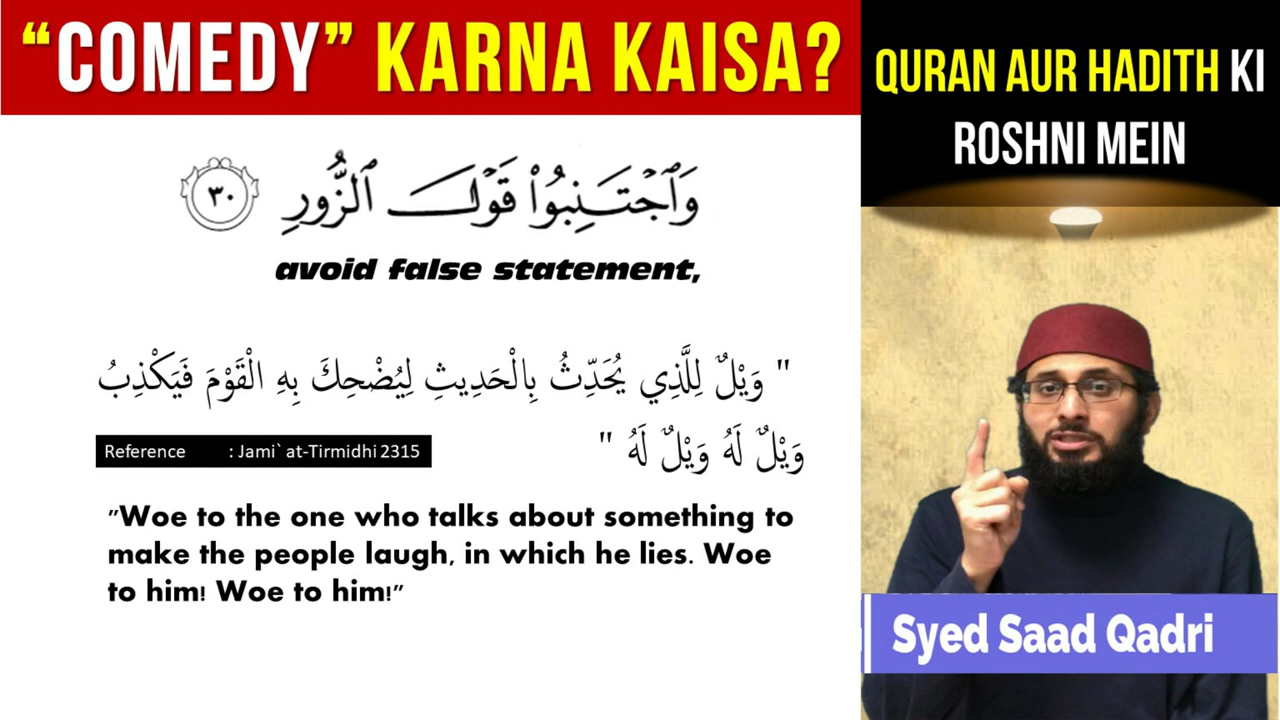 “COMEDY” KARNA KAISA?
QURAN AUR HADITH KI
ROSHNI MEIN
وَٱجْتَنِبُوا۟ قَوْلَ ٱلزُّورِ ٣٠
avoid false statement,
" وَيْلٌ لِلَّذِي يُحَدِّثُ بِالْحَدِيثِ لِيُضْحِكَ بِهِ الْقَوْمَ فَيَكْذِبُ
وَيْلٌ لَهُ وَيْلٌ لَهُ "
Reference : Jami` at-Tirmidhi 2315
"Woe to the one who talks about something to
make the people laugh, in which he lies. Woe
to him! Woe to him!"
Syed Saad Qadri